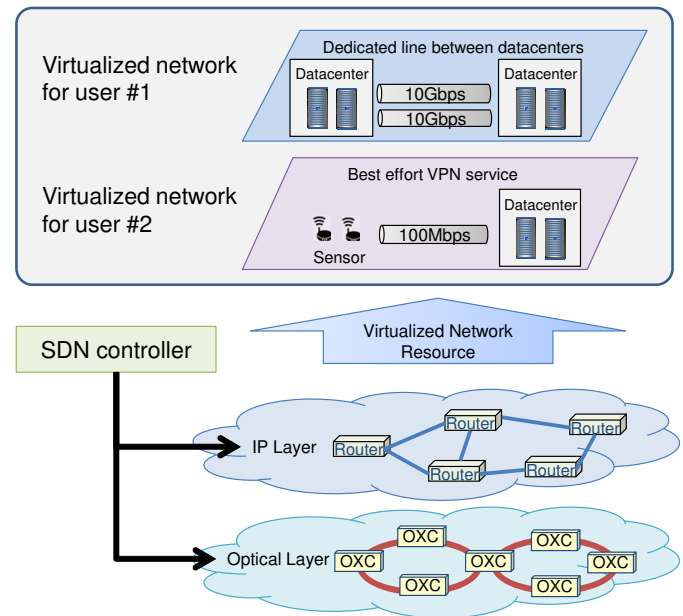 Virtualized network
for user #1
Dedicated line between datacenters
Datacenter
10Gbps
10Gbps
Datacenter
Virtualized network
for user #2
Best effort VPN service
Sensor
100Mbps
Datacenter
Virtualized Network
Resource
SDN controller
IP Layer
Router
Router
Router
Router
Router
Optical Layer
OXC
OXC
OXC
OXC
OXC
OXC
OXC